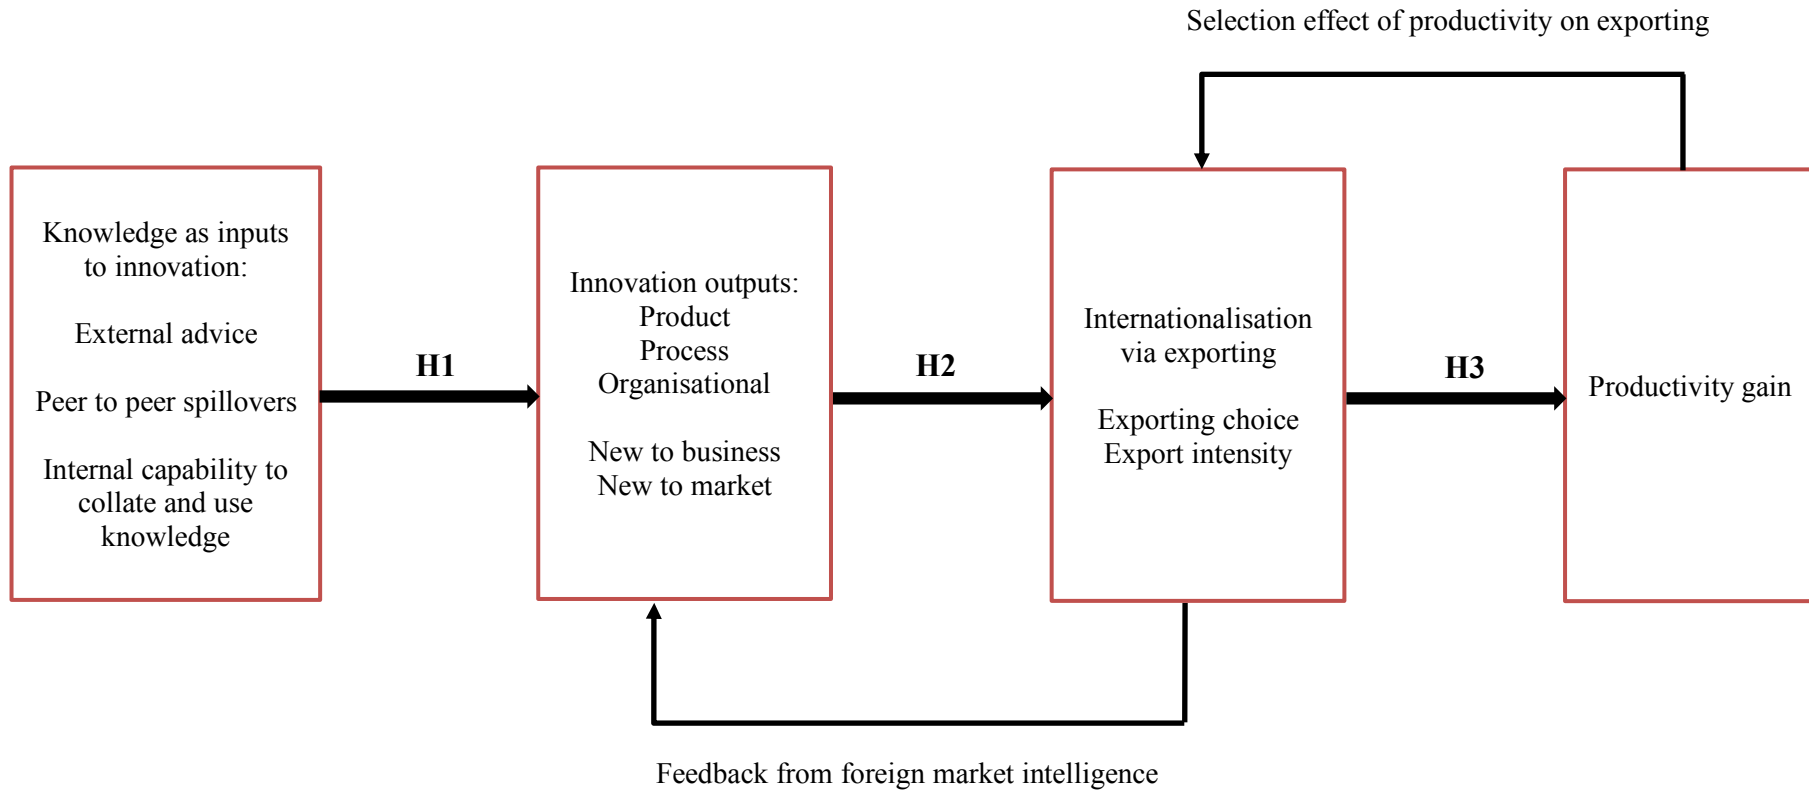 Selection effect of productivity on exporting
Knowledge as inputs
to innovation:
External advice
Peer to peer spillovers
Internal capability to
collate and use
knowledge
H1
Innovation outputs:
Product
Process
Organisational
New to business
New to market
H2
Internationalisation
via exporting
Exporting choice
Export intensity
H3
Productivity gain
Feedback from foreign market intelligence